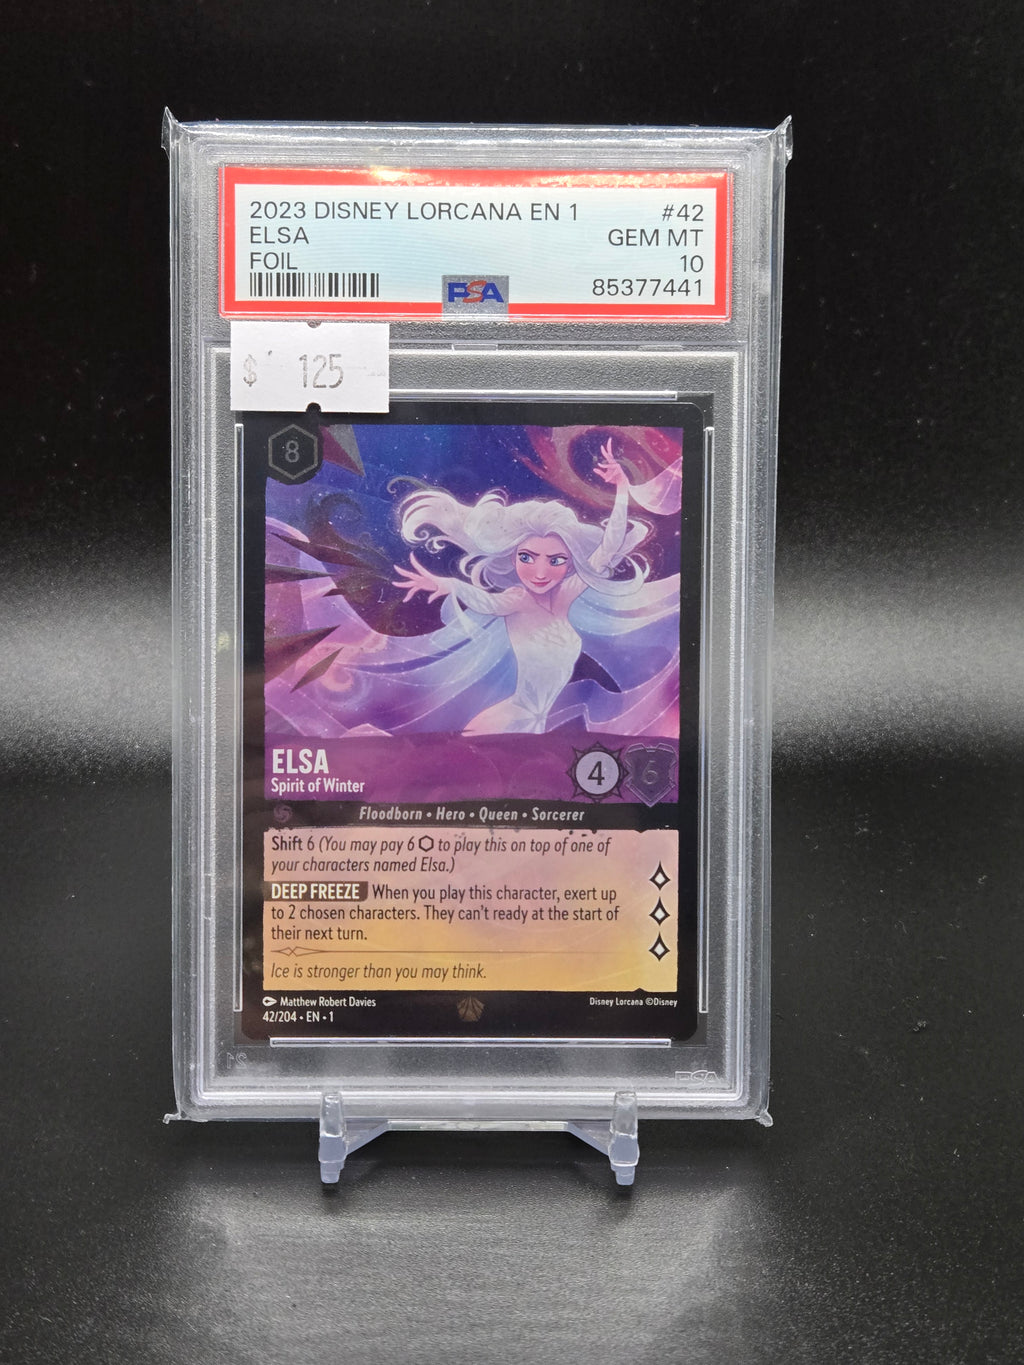 2023 DISNEY LORCANA EN 1 #42
ELSA GEM MT
FOIL 10
PSA 85377441
$ 125
8
ELSA
Spirit of Winter
4 6
Floodborn • Hero • Queen • Sorcerer
Shift 6 (You may pay 6 ⬡ to play this on top of one of
your characters named Elsa.)
DEEP FREEZE When you play this character, exert up
to 2 chosen characters. They can't ready at the start of
their next turn.
Ice is stronger than you may think.
Matthew Robert Davies Disney Lorcana ©Disney
42/204 • EN • 1
PSA